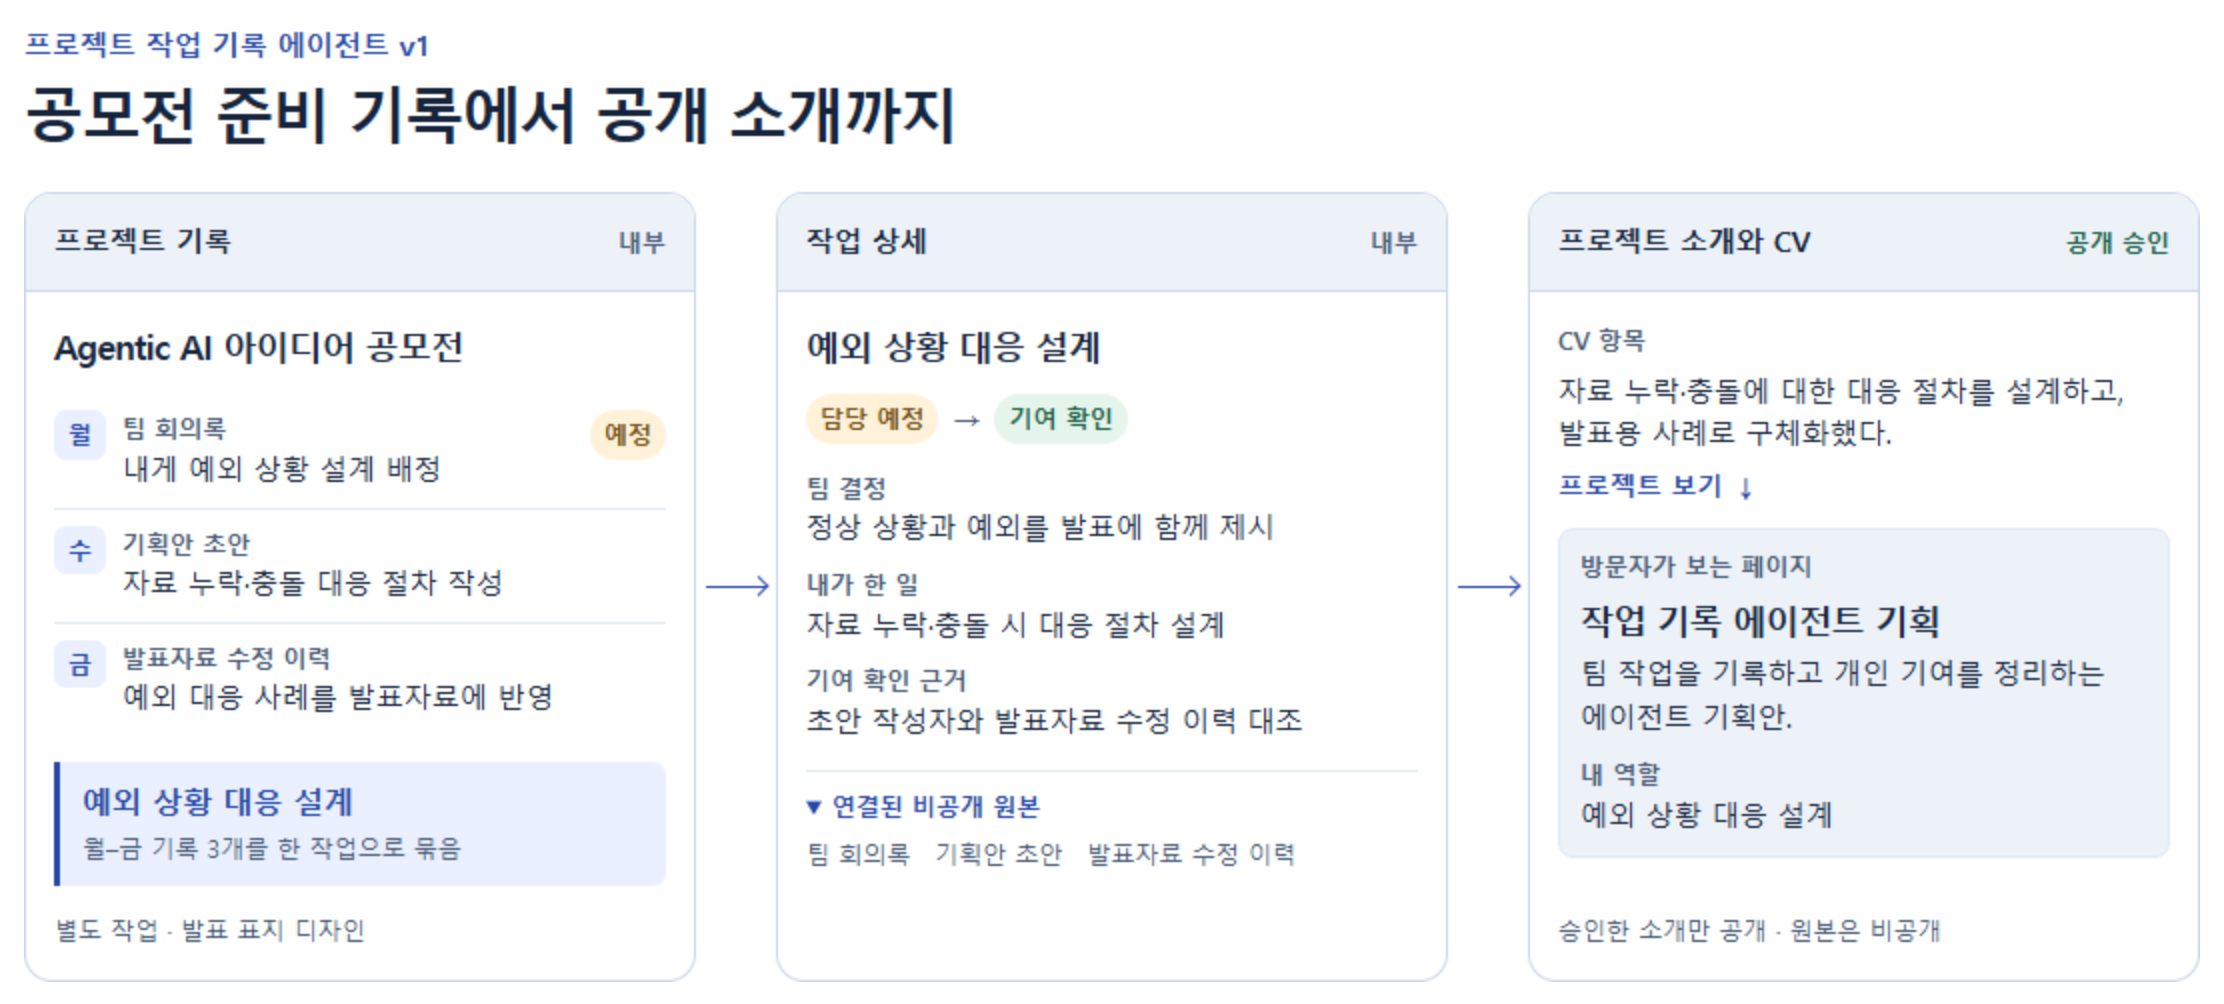 프로젝트 작업 기록 에이전트 v1
공모전 준비 기록에서 공개 소개까지
프로젝트 기록 내부
Agentic AI 아이디어 공모전
월 팀 회의록 예정
내게 예외 상황 설계 배정
수 기획안 초안
자료 누락·충돌 대응 절차 작성
금 발표자료 수정 이력
예외 대응 사례를 발표자료에 반영
예외 상황 대응 설계
월–금 기록 3개를 한 작업으로 묶음
별도 작업 · 발표 표지 디자인
→
작업 상세 내부
예외 상황 대응 설계
담당 예정 → 기여 확인
팀 결정
정상 상황과 예외를 발표에 함께 제시
내가 한 일
자료 누락·충돌 시 대응 절차 설계
기여 확인 근거
초안 작성자와 발표자료 수정 이력 대조
▼ 연결된 비공개 원본
팀 회의록 기획안 초안 발표자료 수정 이력
→
프로젝트 소개와 CV 공개 승인
CV 항목
자료 누락·충돌에 대한 대응 절차를 설계하고,
발표용 사례로 구체화했다.
프로젝트 보기 ↓
방문자가 보는 페이지
작업 기록 에이전트 기획
팀 작업을 기록하고 개인 기여를 정리하는
에이전트 기획안.
내 역할
예외 상황 대응 설계
승인한 소개만 공개 · 원본은 비공개